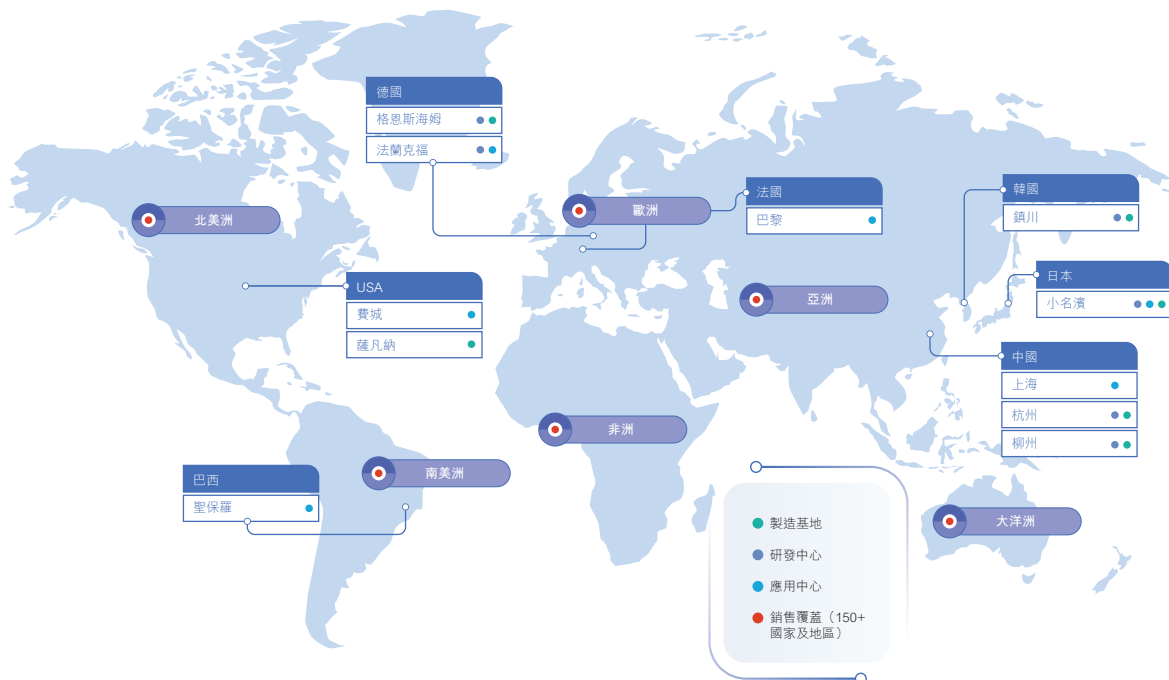 德國
格恩斯海姆
法蘭克福
北美洲
歐洲
法國
巴黎
韓國
鎮川
USA
費城
薩凡納
亞洲
日本
小名濱
中國
上海
杭州
柳州
非洲
南美洲
巴西
聖保羅
大洋洲
製造基地
研發中心
應用中心
銷售覆蓋（150+
國家及地區）